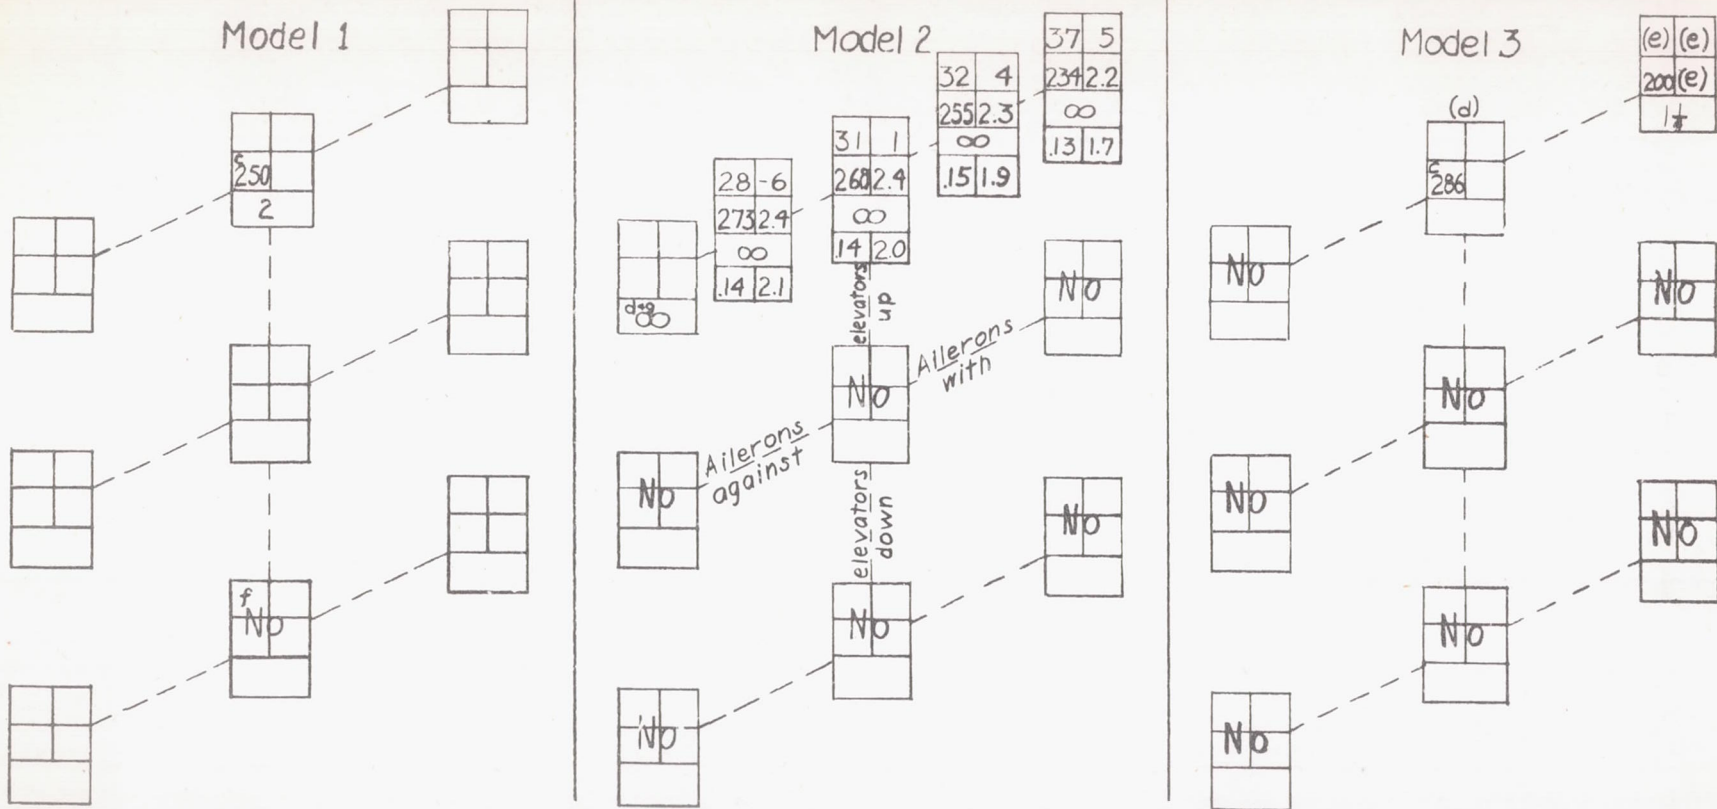 Model 1
c
250
2
f
No
Model 2
37 5
234 2.2
∞
.13 1.7
32 4
255 2.3
∞
.15 1.9
31 1
268 2.4
∞
.14 2.0
28 -6
273 2.4
∞
.14 2.1
∞
elevators
up
No
No
Ailerons
with
Ailerons
against
No
elevators
down
No
No
No
Model 3
(e) (e)
200 (e)
(d)
c
286
No
No
No
No
No
No
No